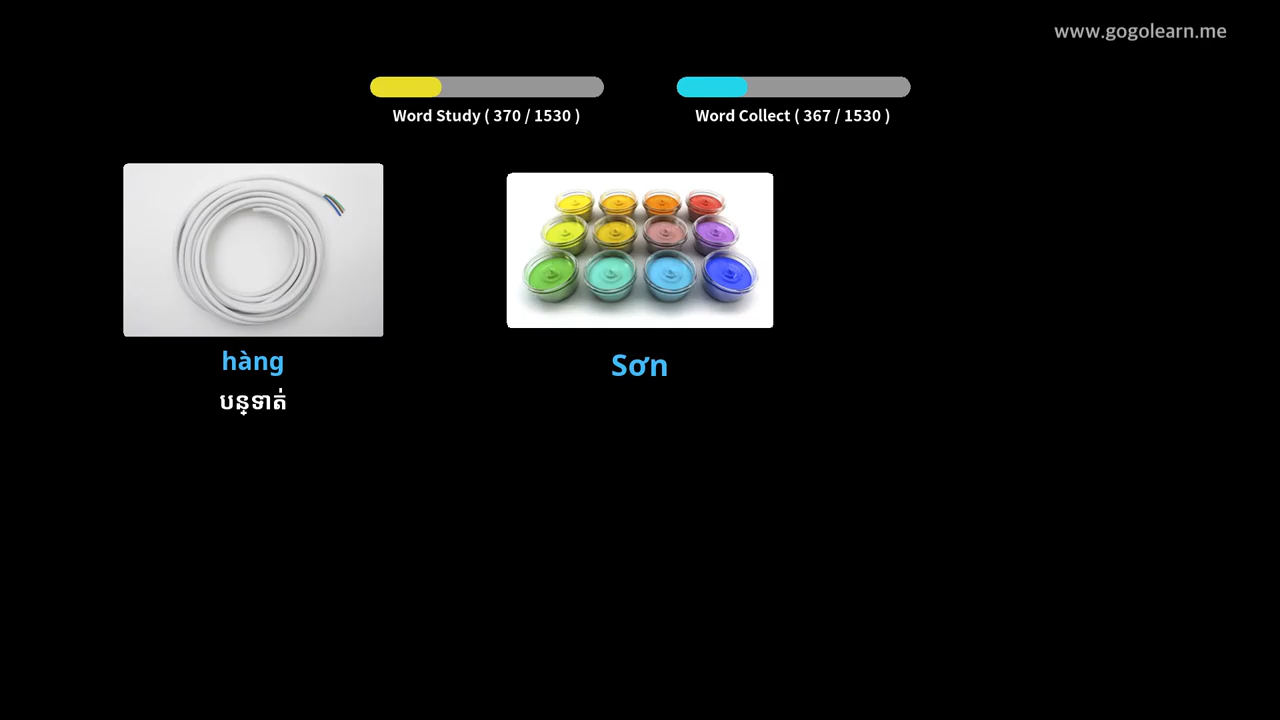 www.gogolearn.me
Word Study ( 370 / 1530 )
Word Collect ( 367 / 1530 )
hàng
បន្ទាត់
Sơn